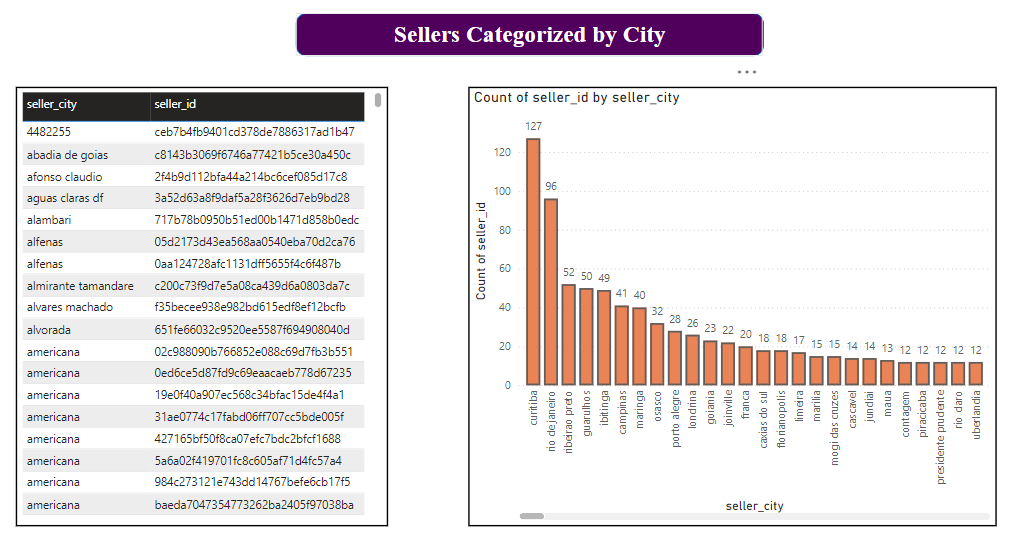 Sellers Categorized by City
seller_city seller_id
4482255 ceb7b4fb9401cd378de7886317ad1b47
abadia de goias c8143b3069f6746a77421b5ce30a450c
afonso claudio 2f4b9d112bfa44a214bc6cef085d17c8
aguas claras df 3a52d63a8f9daf5a28f3626d7eb9bd28
alambari 717b78b0950b51ed00b1471d858b0edc
alfenas 05d2173d43ea568aa0540eba70d2ca76
alfenas 0aa124728afc1131dff5655f4c6f487b
almirante tamandare c200c73f9d7e5a08ca439d6a0803da7c
alvares machado f35becee938e982bd615edf8ef12bcfb
alvorada 651fe66032c9520ee5587f694908040d
americana 02c988090b766852e088c69d7fb3b551
americana 0ed6ce5d87fd9c69eaacaeb778d67235
americana 19e0f40a907ec568c34bfac15de4f4a1
americana 31ae0774c17fabd06ff707cc5bde005f
americana 427165bf50f8ca07efc7bdc2bfcf1688
americana 5a6a02f419701fc8c605af71d4fc57a4
americana 984c273121e743dd14767befe6cb17f5
americana baeda7047354773262ba2405f97038ba
Count of seller_id by seller_city
Count of seller_id
120
100
80
60
40
20
0
127 96 52 50 49 41 40 32 28 26 23 22 20 18 18 17 15 15 14 14 13 12 12 12 12 12
curitiba
rio de janeiro
ribeirao preto
guarulhos
ibitinga
campinas
maringa
osasco
porto alegre
londrina
goiania
joinville
franca
caxias do sul
florianopolis
limeira
marilia
mogi das cruzes
cascavel
jundiai
maua
contagem
piracicaba
presidente prudente
rio claro
uberlandia
seller_city